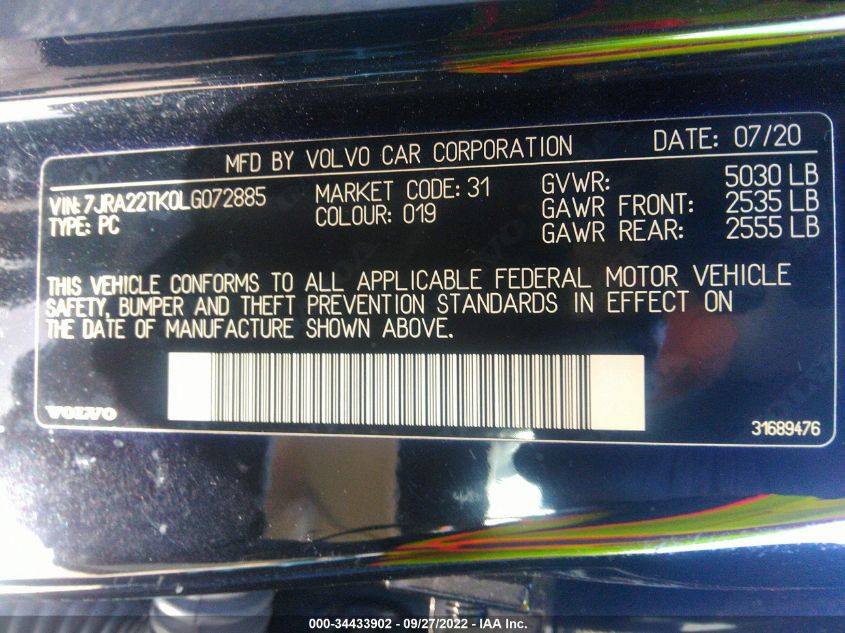 MFD BY VOLVO CAR CORPORATION DATE: 07/20
VIN: 7JRA22TK0LG072885 MARKET CODE: 31 GVWR: 5030 LB
TYPE: PC COLOUR: 019 GAWR FRONT: 2535 LB
GAWR REAR: 2555 LB
THIS VEHICLE CONFORMS TO ALL APPLICABLE FEDERAL MOTOR VEHICLE
SAFETY, BUMPER AND THEFT PREVENTION STANDARDS IN EFFECT ON
THE DATE OF MANUFACTURE SHOWN ABOVE.
VOLVO 31689476
000-34433902 - 09/27/2022 - IAA Inc.